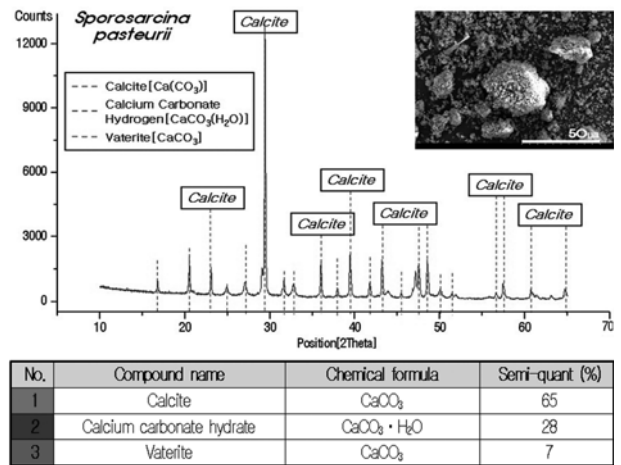 Counts
Sporosarcina
pasteurii
Calcite
12000
9000
6000
3000
0
Calcite[Ca(CO₃)]
Calcium Carbonate
Hydrogen[CaCO₃(H₂O)]
Vaterite[CaCO₃]
50㎛
Calcite
Calcite
Calcite
Calcite
Calcite
Calcite
10 20 30 40 50 60 70
Position[2Theta]
No. Compound name Chemical formula Semi-quant (%)
1 Calcite CaCO₃ 65
2 Calcium carbonate hydrate CaCO₃ · H₂O 28
3 Vaterite CaCO₃ 7